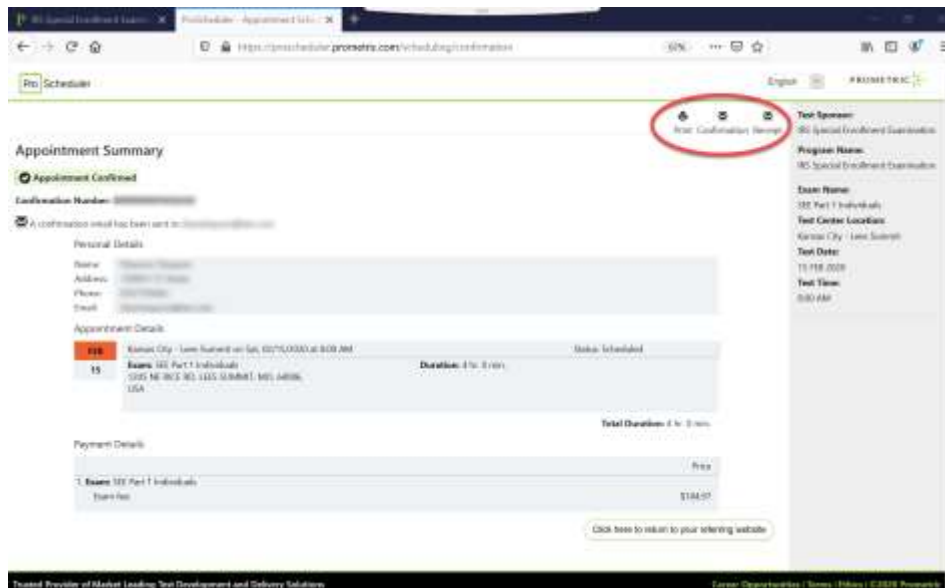 IRS Special Enrollment Exam
ProScheduler - Appointment
https://proscheduler.prometric.com/scheduling/confirmation
67%
Pro Scheduler
English
PROMETRIC
Print Confirmation Receipt
Appointment Summary
Appointment Confirmed
Confirmation Number:
A confirmation email has been sent to
Personal Details
Name:
Address:
Phone:
Email:
Appointment Details
FEB
15
Kansas City - Lees Summit on Sat, 02/15/2020 at 8:00 AM
Status: Scheduled
Exam: SEE Part 1 Individuals
Duration: 4 hr. 0 min.
LEES SUMMIT, MO, 64086,
USA
Total Duration: 4 hr. 0 min.
Payment Details
Price
1. Exam: SEE Part 1 Individuals
Exam Fee
$184.97
Click here to return to your referring website
Test Sponsor:
IRS Special Enrollment Examination
Program Name:
IRS Special Enrollment Examination
Exam Name:
SEE Part 1 Individuals
Test Center Location:
Kansas City - Lees Summit
Test Date:
15 FEB 2020
Test Time:
8:00 AM
Trusted Provider of Market Leading Test Development and Delivery Solutions
Career Opportunities | Terms | Ethics | ©2020 Prometric